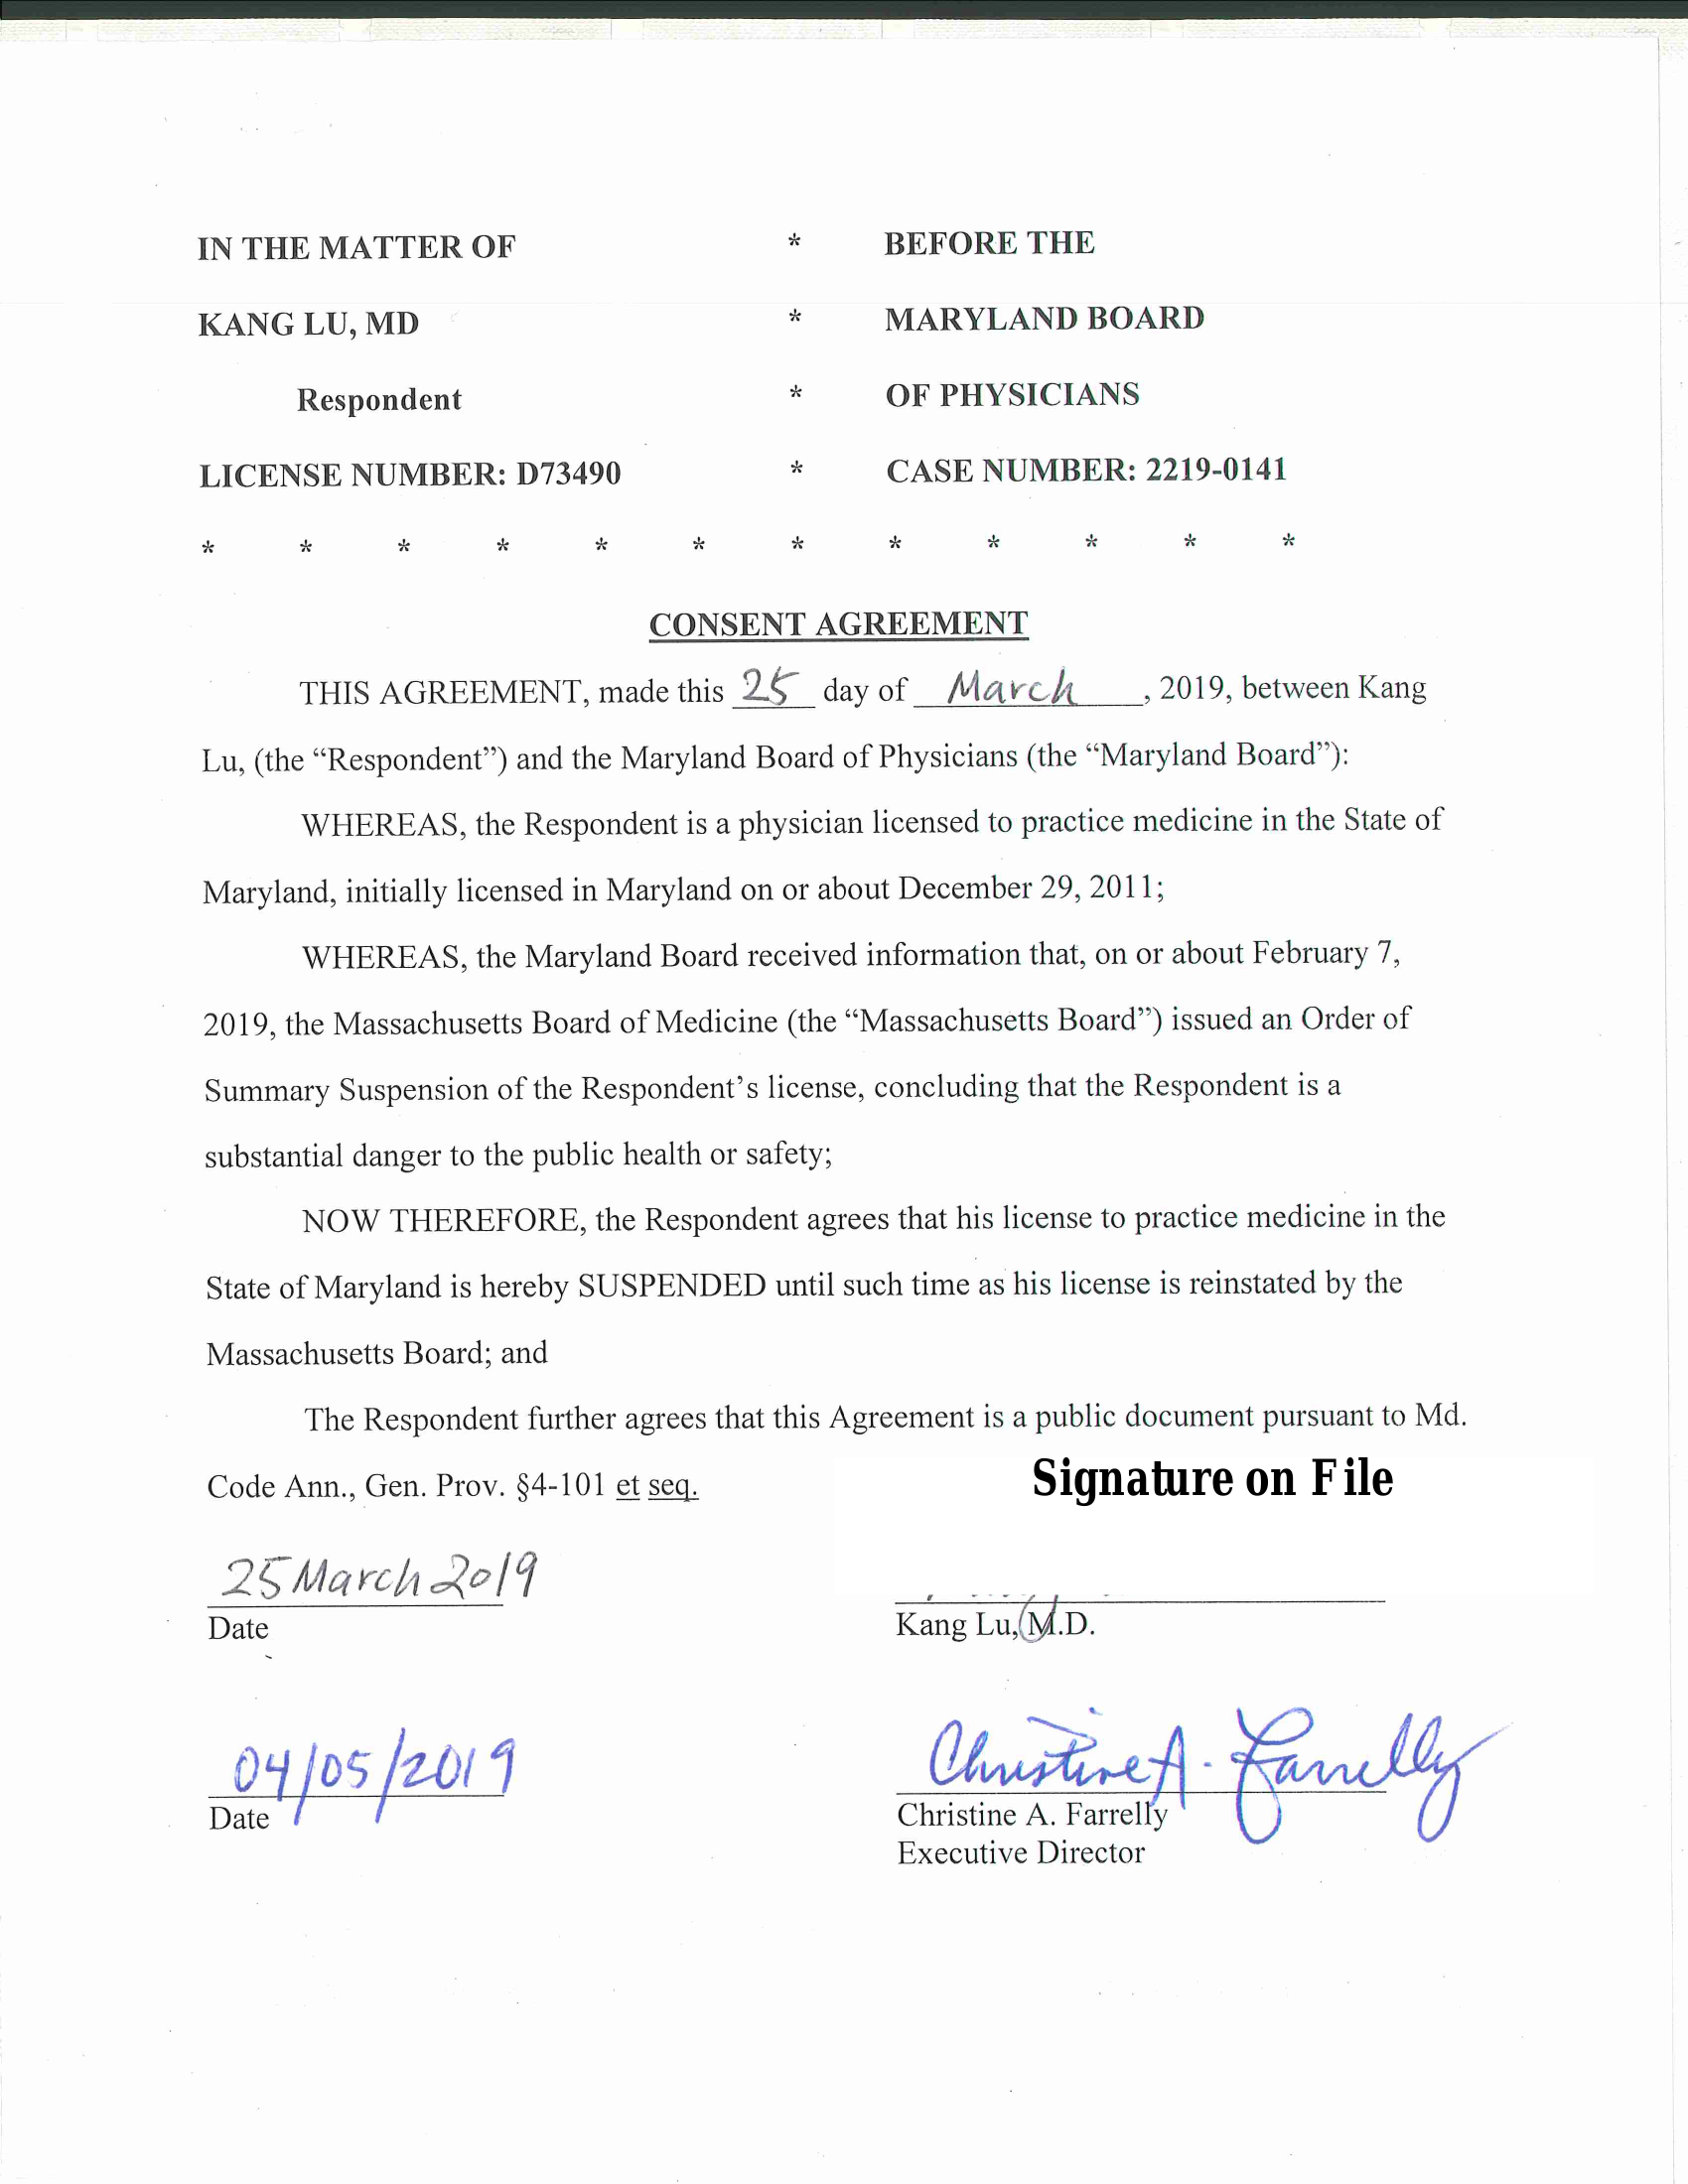 IN THE MATTER OF * BEFORE THE
KANG LU, MD * MARYLAND BOARD
Respondent * OF PHYSICIANS
LICENSE NUMBER: D73490 * CASE NUMBER: 2219-0141
* * * * * * * * * * * *
CONSENT AGREEMENT
THIS AGREEMENT, made this 25 day of March, 2019, between Kang
Lu, (the “Respondent”) and the Maryland Board of Physicians (the “Maryland Board”):
WHEREAS, the Respondent is a physician licensed to practice medicine in the State of
Maryland, initially licensed in Maryland on or about December 29, 2011;
WHEREAS, the Maryland Board received information that, on or about February 7,
2019, the Massachusetts Board of Medicine (the “Massachusetts Board”) issued an Order of
Summary Suspension of the Respondent’s license, concluding that the Respondent is a
substantial danger to the public health or safety;
NOW THEREFORE, the Respondent agrees that his license to practice medicine in the
State of Maryland is hereby SUSPENDED until such time as his license is reinstated by the
Massachusetts Board; and
The Respondent further agrees that this Agreement is a public document pursuant to Md.
Code Ann., Gen. Prov. §4-101 et seq.
Signature on File
25 March 2019
Date
Kang Lu, M.D.
04/05/2019
Christine A. Farrelly
Date
Christine A. Farrelly
Executive Director